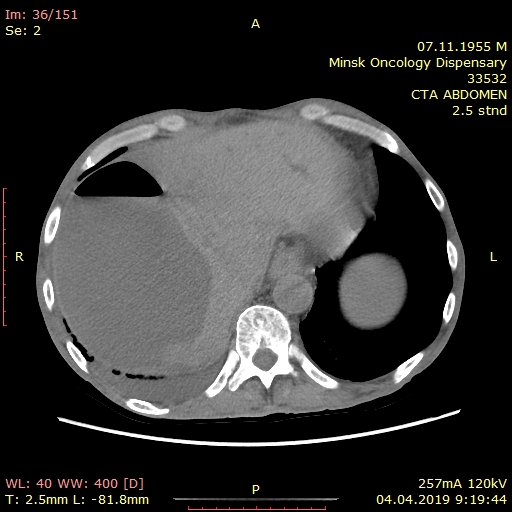 Im: 36/151
Se: 2
A
07.11.1955 M
Minsk Oncology Dispensary
33532
CTA ABDOMEN
2.5 stnd
R
L
WL: 40 WW: 400 [D]
T: 2.5mm L: -81.8mm
P
257mA 120kV
04.04.2019 9:19:44